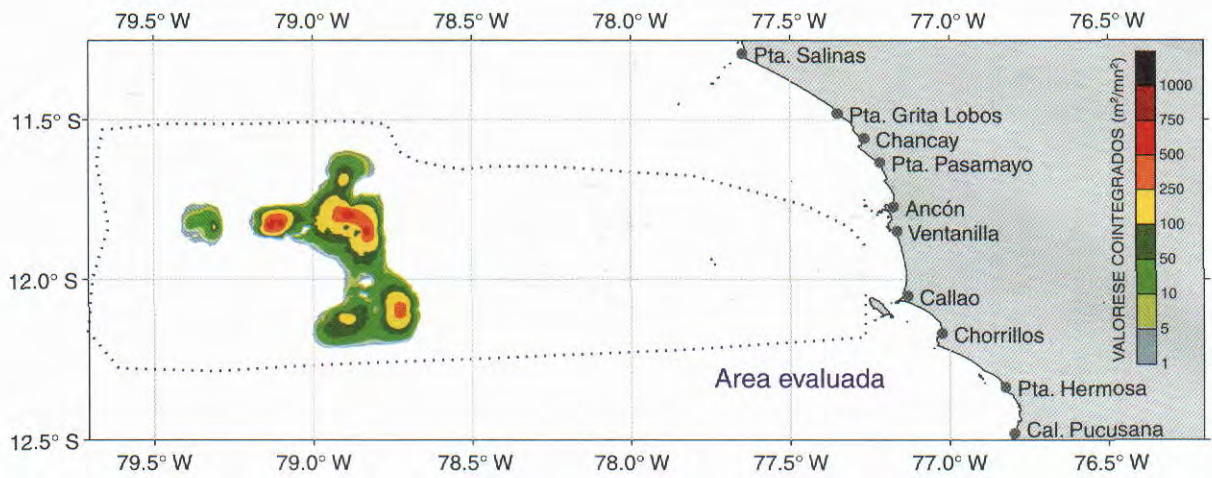 79.5° W 79.0° W 78.5° W 78.0° W 77.5° W 77.0° W 76.5° W
11.5° S
12.0° S
12.5° S
Pta. Salinas
Pta. Grita Lobos
Chancay
Pta. Pasamayo
Ancón
Ventanilla
Callao
Chorrillos
Pta. Hermosa
Cal. Pucusana
Area evaluada
VALORESE COINTEGRADOS (m²/mn²)
1000
750
500
250
100
50
10
5
1
79.5° W 79.0° W 78.5° W 78.0° W 77.5° W 77.0° W 76.5° W